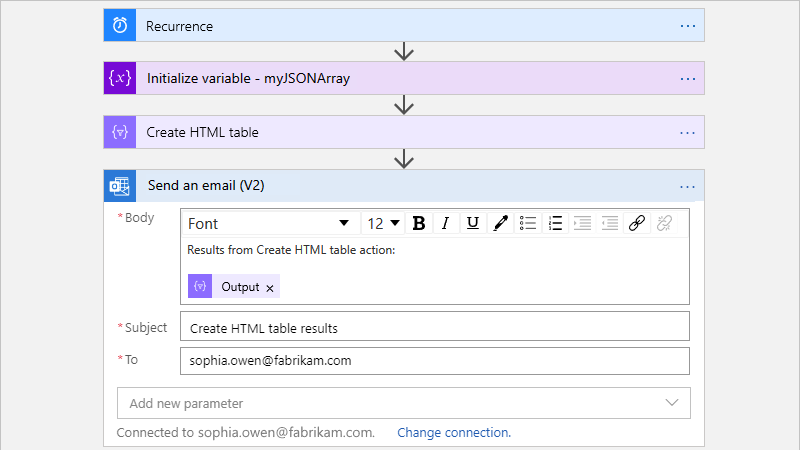 Recurrence
{x} Initialize variable - myJSONArray
Create HTML table
Send an email (V2)
* Body
Font 12 B I U
Results from Create HTML table action:
Output ×
* Subject Create HTML table results
* To sophia.owen@fabrikam.com
Add new parameter
Connected to sophia.owen@fabrikam.com. Change connection.